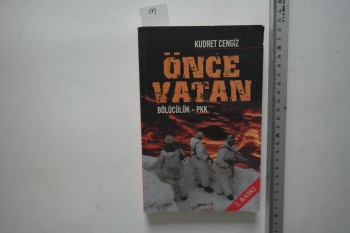 m
KUDRET CENGİZ
ÖNCE
VATAN
BÖLÜCÜLÜK - PKK